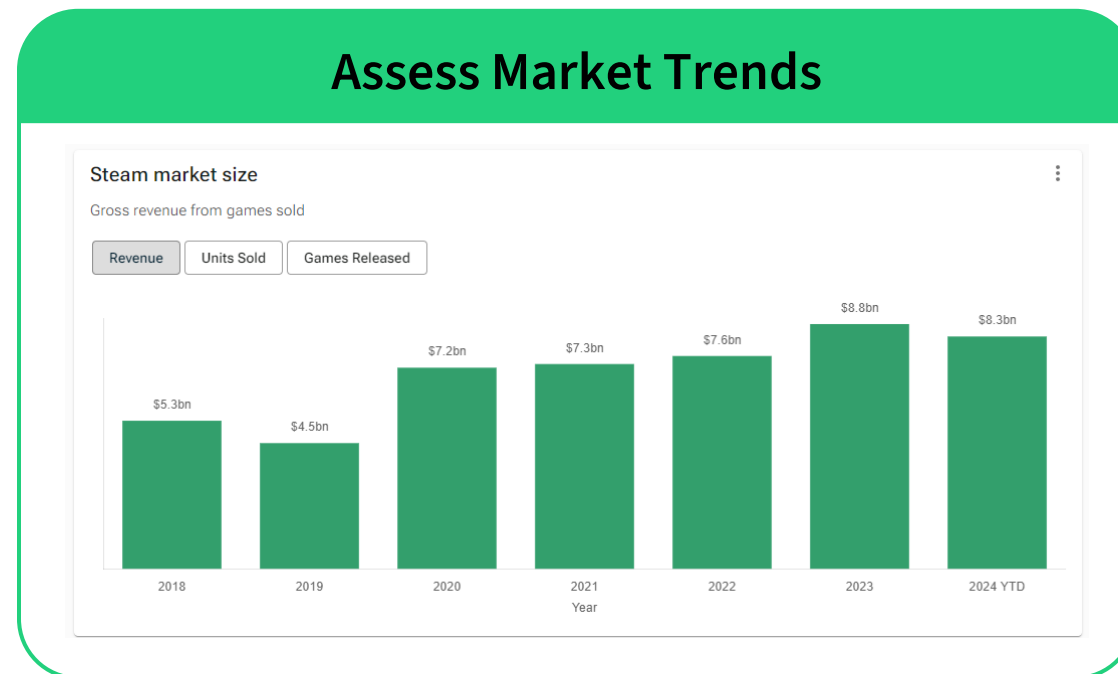 Assess Market Trends
Steam market size
Gross revenue from games sold
Revenue Units Sold Games Released
$5.3bn $4.5bn $7.2bn $7.3bn $7.6bn $8.8bn $8.3bn
2018 2019 2020 2021 2022 2023 2024 YTD
Year